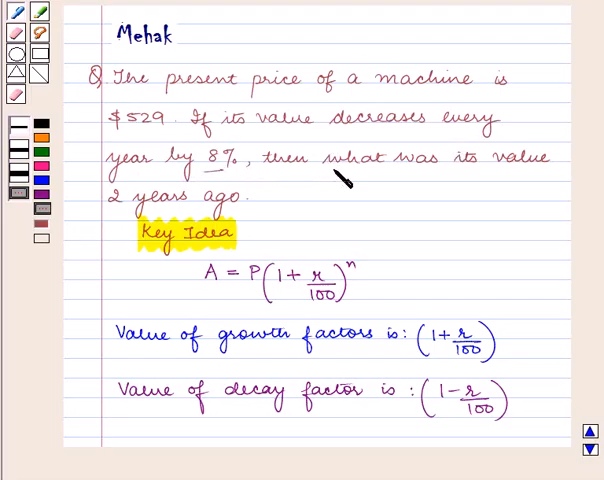 Mehak
Q The present price of a machine is
$529. If its value decreases every
year by 8%, then what was its value
2 years ago.
Key Idea
A = P(1 + r/100)^n
Value of growth factors is: (1 + r/100)
Value of decay factor is : (1 - r/100)